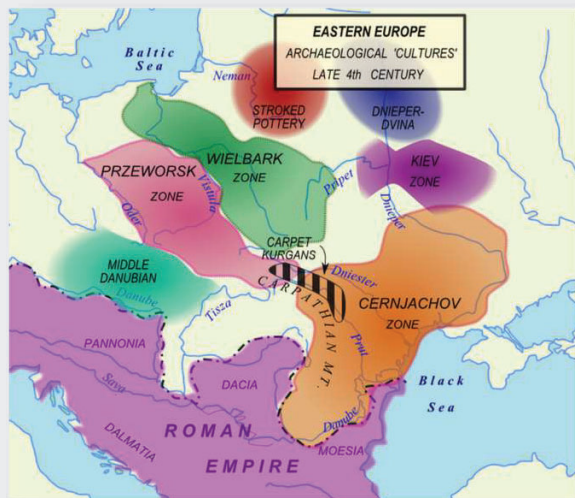 EASTERN EUROPE
ARCHAEOLOGICAL 'CULTURES'
LATE 4th CENTURY
Baltic
Sea
Neman
STROKED
POTTERY
DNIEPER-
DVINA
WIELBARK
ZONE
PRZEWORSK
ZONE
KIEV
ZONE
Pripet
Dnieper
Vistula
Oder
CARPET
KURGANS
Dniester
MIDDLE
DANUBIAN
Danube
Tisza
CARPATHIAN MT.
CERNJACHOV
ZONE
Prut
PANNONIA
Sava
DACIA
Black
Sea
DALMATIA
ROMAN
EMPIRE
Danube
MOESIA